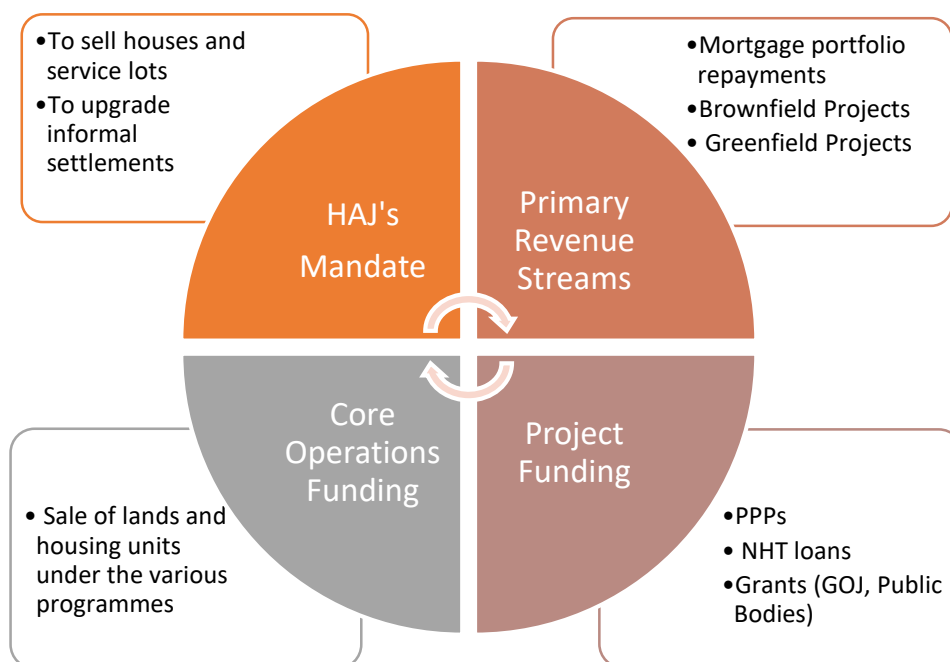 •To sell houses and
service lots
•To upgrade
informal
settlements
•Mortgage portfolio
repayments
•Brownfield Projects
• Greenfield Projects
HAJ's
Mandate
Primary
Revenue
Streams
Core
Operations
Funding
Project
Funding
• Sale of lands and
housing units
under the various
programmes
•PPPs
• NHT loans
•Grants (GOJ, Public
Bodies)